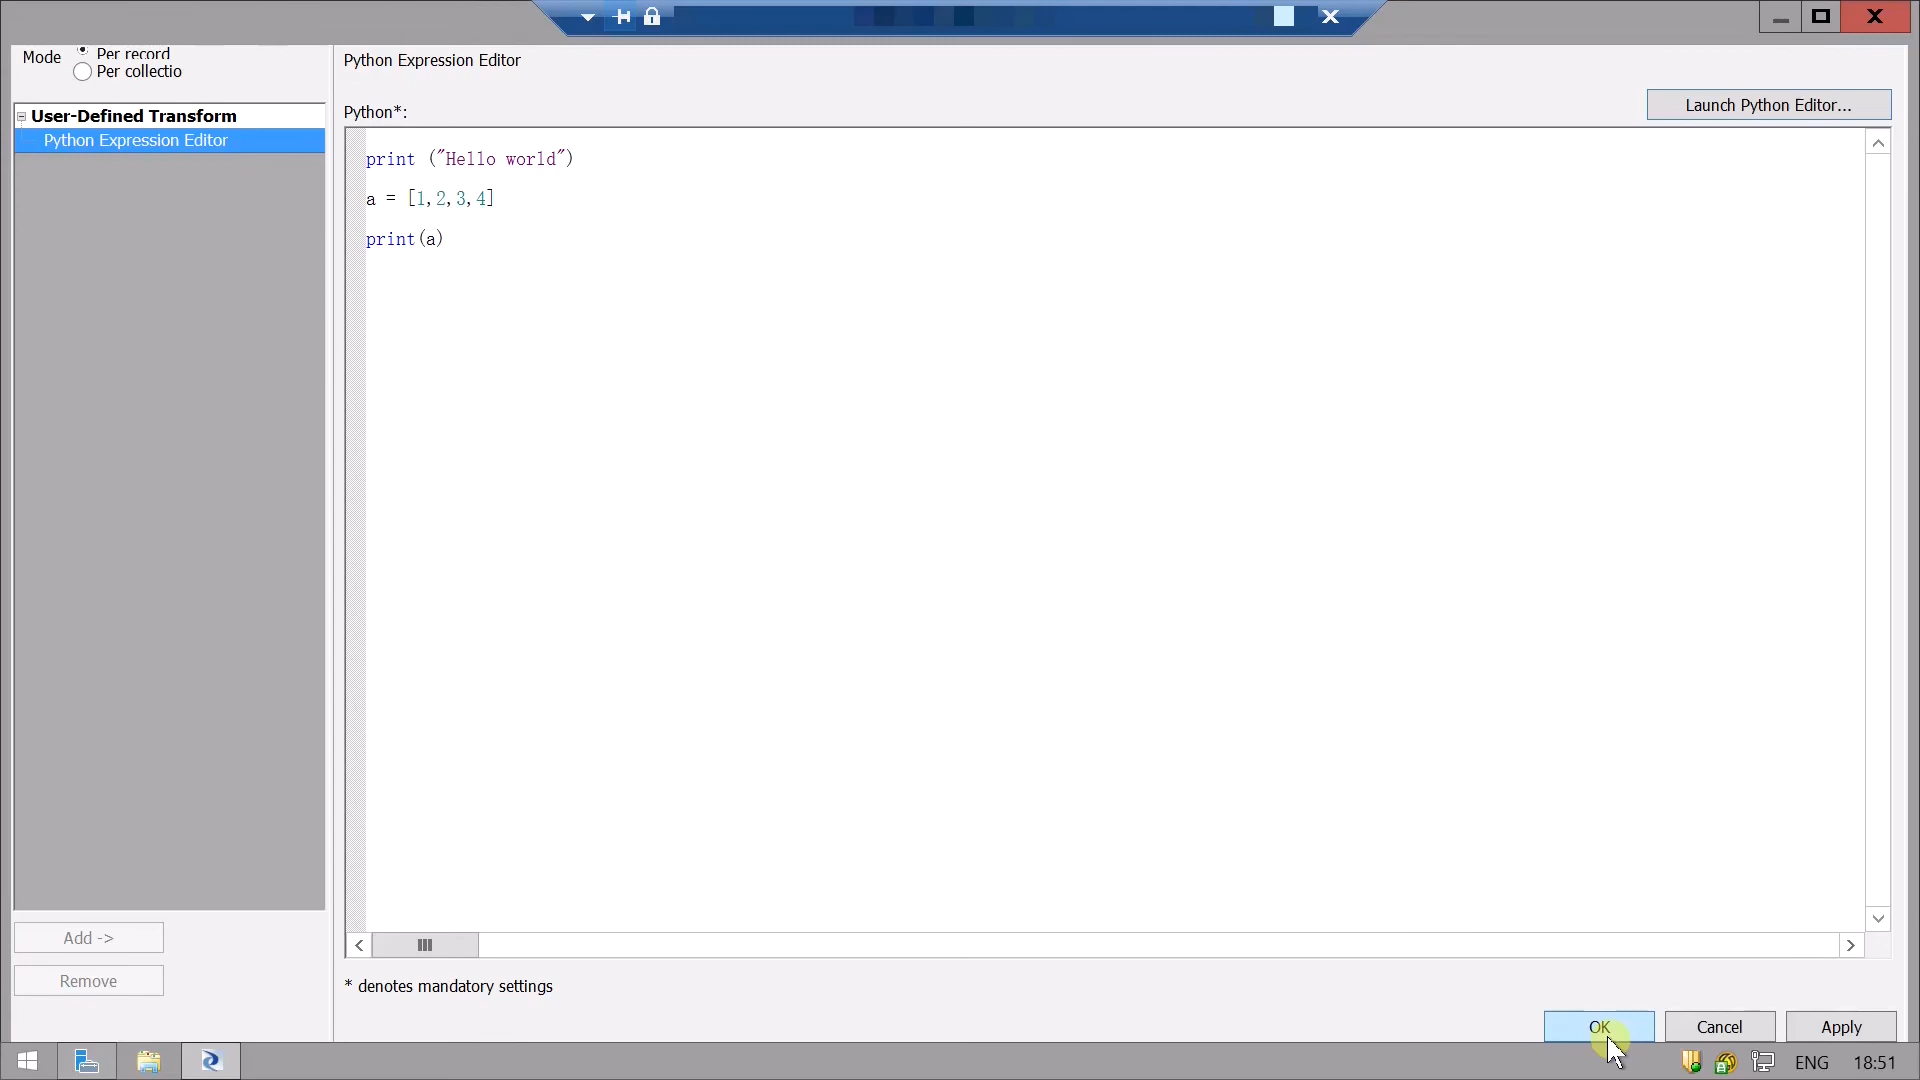 Mode
Per record
Per collectio
User-Defined Transform
Python Expression Editor
Add ->
Remove
Python Expression Editor
Python*:
Launch Python Editor...
print ("Hello world")
a = [1,2,3,4]
print(a)
* denotes mandatory settings
OK
Cancel
Apply
ENG
18:51